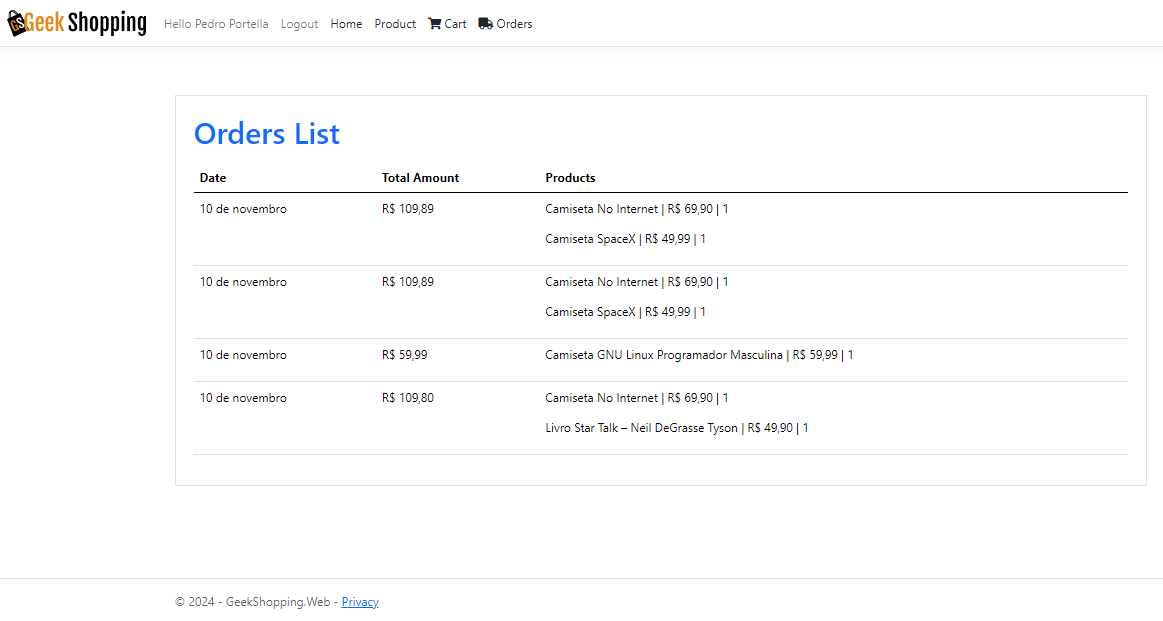 GS Geek Shopping Hello Pedro Portella Logout Home Product Cart Orders
Orders List
Date Total Amount Products
10 de novembro R$ 109,89 Camiseta No Internet | R$ 69,90 | 1
Camiseta SpaceX | R$ 49,99 | 1
10 de novembro R$ 109,89 Camiseta No Internet | R$ 69,90 | 1
Camiseta SpaceX | R$ 49,99 | 1
10 de novembro R$ 59,99 Camiseta GNU Linux Programador Masculina | R$ 59,99 | 1
10 de novembro R$ 109,80 Camiseta No Internet | R$ 69,90 | 1
Livro Star Talk – Neil DeGrasse Tyson | R$ 49,90 | 1
© 2024 - GeekShopping.Web - Privacy